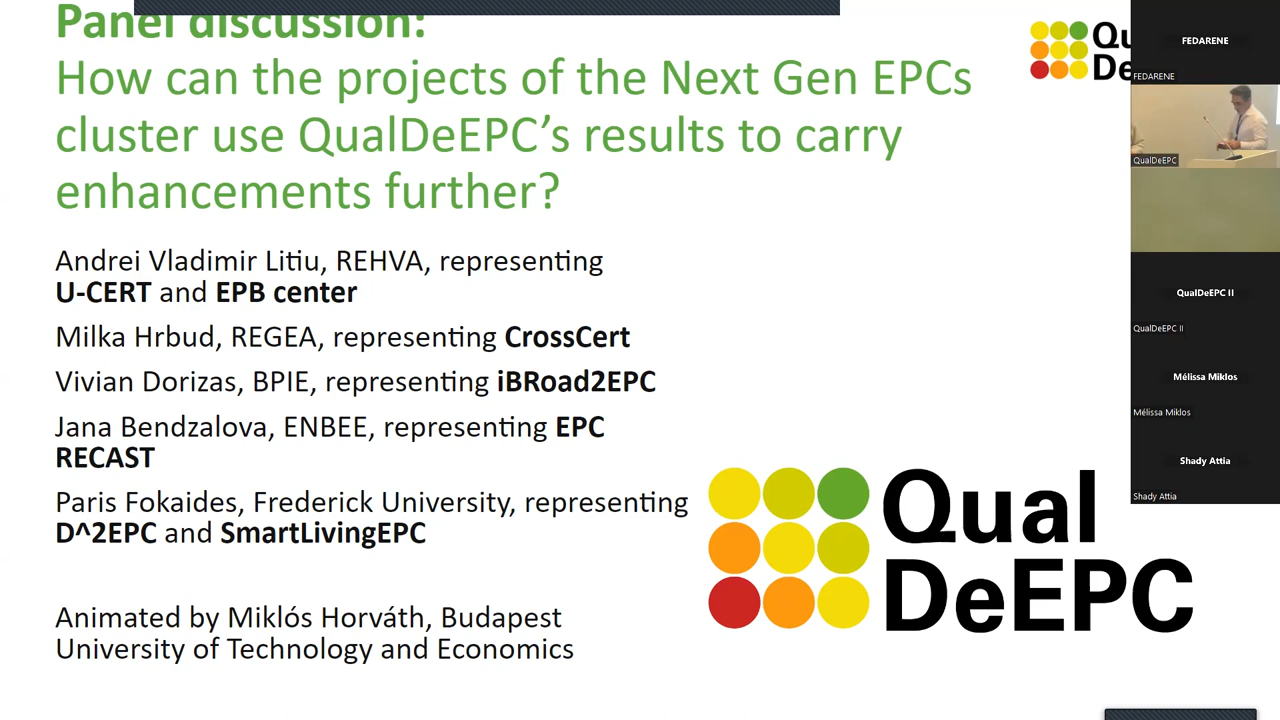 Panel discussion:
How can the projects of the Next Gen EPCs
cluster use QualDeEPC’s results to carry
enhancements further?
Andrei Vladimir Litiu, REHVA, representing
U-CERT and EPB center
Milka Hrbud, REGEA, representing CrossCert
Vivian Dorizas, BPIE, representing iBRoad2EPC
Jana Bendzalova, ENBEE, representing EPC
RECAST
Paris Fokaides, Frederick University, representing
D^2EPC and SmartLivingEPC
Animated by Miklós Horváth, Budapest
University of Technology and Economics
Qual
DeEPC
Qu
De
FEDARENE
FEDARENE
QualDeEPC
QualDeEPC II
QualDeEPC II
Mélissa Miklos
Mélissa Miklos
Shady Attia
Shady Attia